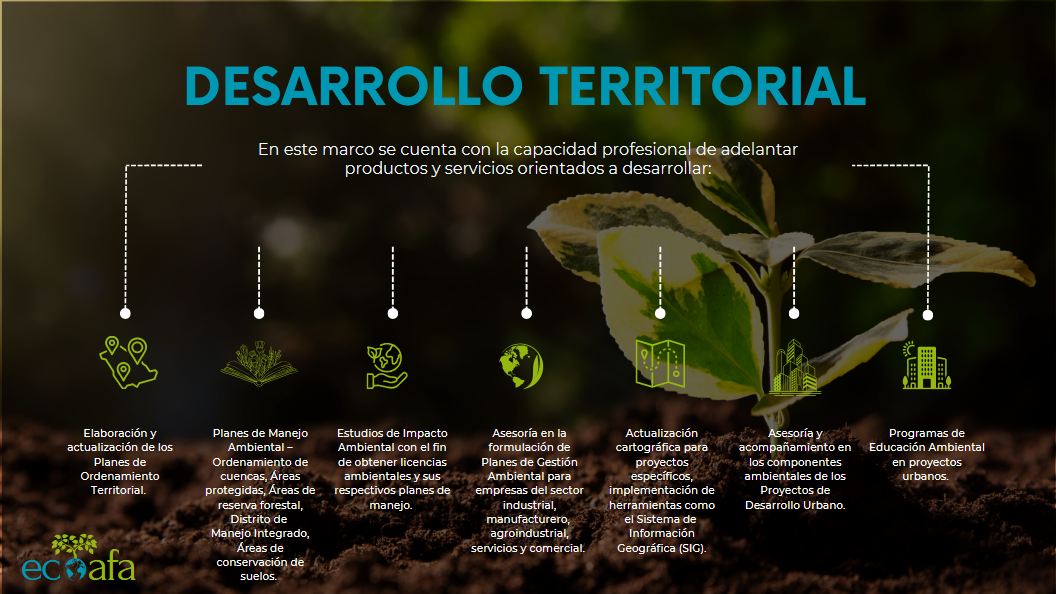 DESARROLLO TERRITORIAL
En este marco se cuenta con la capacidad profesional de adelantar
productos y servicios orientados a desarrollar:
Elaboración y
actualización de los
Planes de
Ordenamiento
Territorial.
Planes de Manejo
Ambiental –
Ordenamiento de
cuencas, Áreas
protegidas, Áreas de
reserva forestal,
Distrito de
Manejo Integrado,
Áreas de
conservación de
suelos.
Estudios de Impacto
Ambiental con el fin
de obtener licencias
ambientales y sus
respectivos planes de
manejo.
Asesoría en la
formulación de
Planes de Gestión
Ambiental para
empresas del sector
industrial,
manufacturero,
agroindustrial,
servicios y comercial.
Actualización
cartográfica para
proyectos
específicos,
implementación de
herramientas como
el Sistema de
Información
Geográfica (SIG).
Asesoría y
acompañamiento en
los componentes
ambientales de los
Proyectos de
Desarrollo Urbano.
Programas de
Educación Ambiental
en proyectos
urbanos.
ecoafa